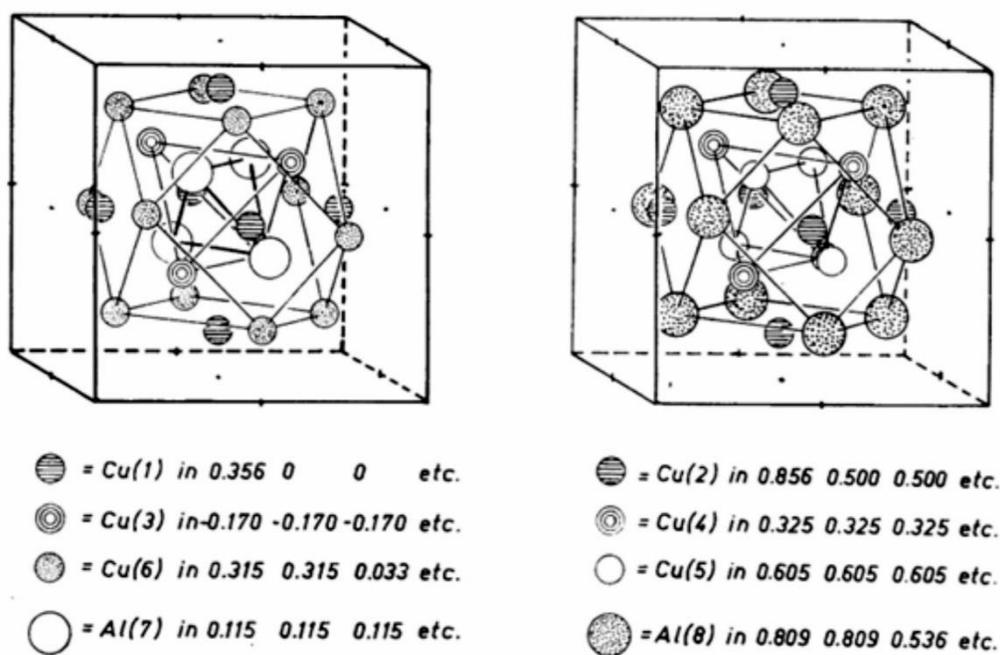 = Cu(1) in 0.356 0 0 etc.
= Cu(3) in -0.170 -0.170 -0.170 etc.
= Cu(6) in 0.315 0.315 0.033 etc.
= Al(7) in 0.115 0.115 0.115 etc.
= Cu(2) in 0.856 0.500 0.500 etc.
= Cu(4) in 0.325 0.325 0.325 etc.
= Cu(5) in 0.605 0.605 0.605 etc.
= Al(8) in 0.809 0.809 0.536 etc.